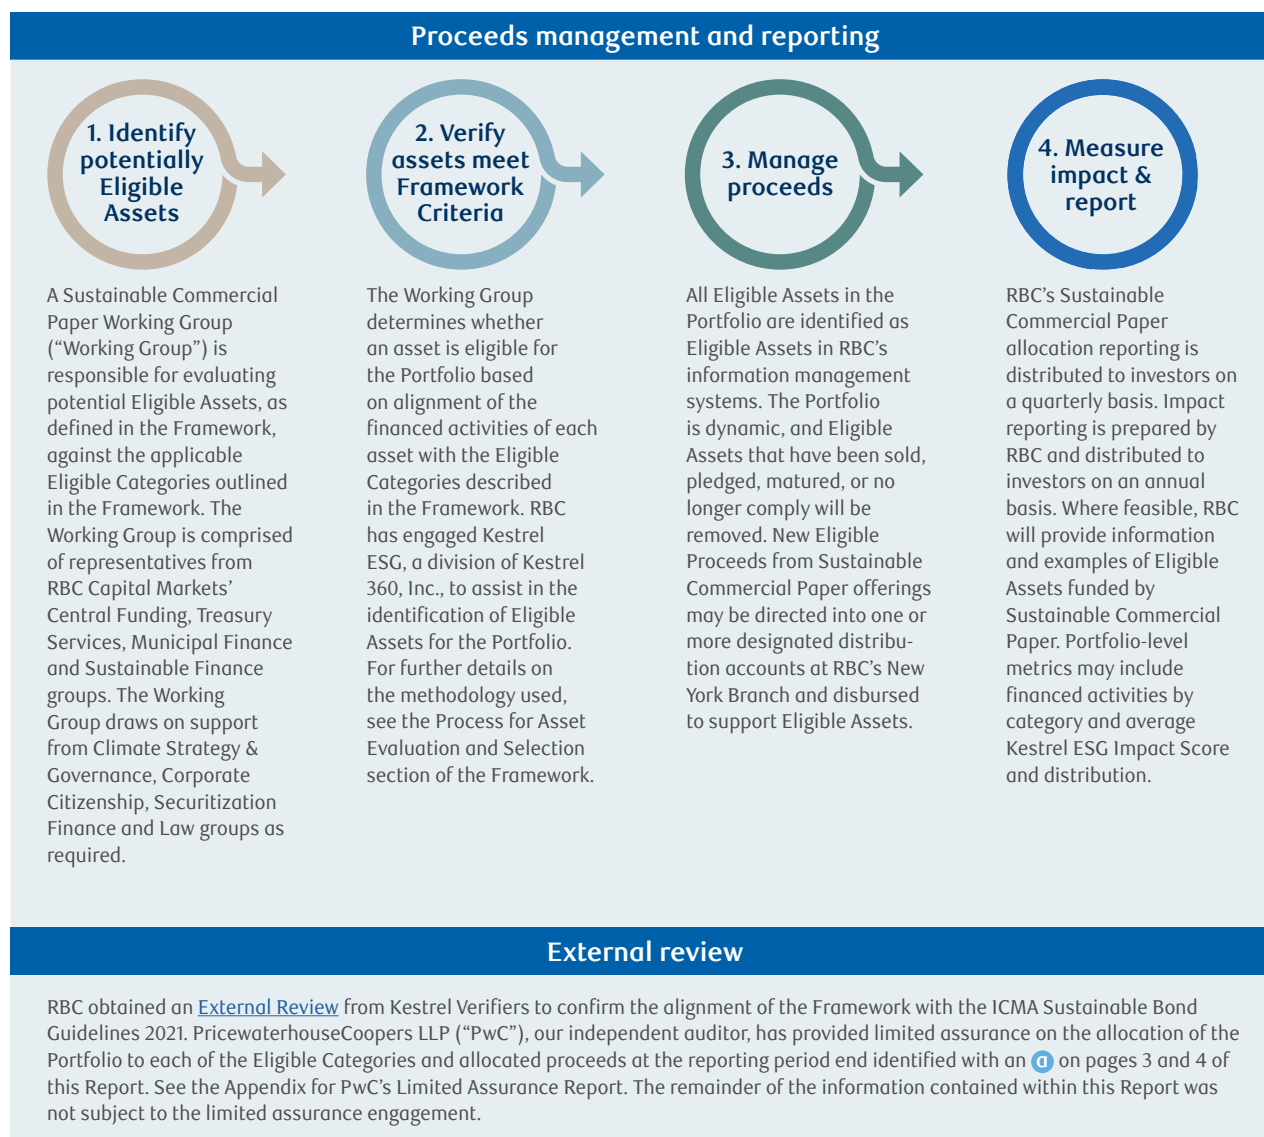 Proceeds management and reporting
1. Identify
potentially
Eligible
Assets
A Sustainable Commercial
Paper Working Group
(“Working Group”) is
responsible for evaluating
potential Eligible Assets, as
defined in the Framework,
against the applicable
Eligible Categories outlined
in the Framework. The
Working Group is comprised
of representatives from
RBC Capital Markets’
Central Funding, Treasury
Services, Municipal Finance
and Sustainable Finance
groups. The Working
Group draws on support
from Climate Strategy &
Governance, Corporate
Citizenship, Securitization
Finance and Law groups as
required.
2. Verify
assets meet
Framework
Criteria
The Working Group
determines whether
an asset is eligible for
the Portfolio based
on alignment of the
financed activities of each
asset with the Eligible
Categories described
in the Framework. RBC
has engaged Kestrel
ESG, a division of Kestrel
360, Inc., to assist in the
identification of Eligible
Assets for the Portfolio.
For further details on
the methodology used,
see the Process for Asset
Evaluation and Selection
section of the Framework.
3. Manage
proceeds
All Eligible Assets in the
Portfolio are identified as
Eligible Assets in RBC’s
information management
systems. The Portfolio
is dynamic, and Eligible
Assets that have been sold,
pledged, matured, or no
longer comply will be
removed. New Eligible
Proceeds from Sustainable
Commercial Paper offerings
may be directed into one or
more designated distribu-
tion accounts at RBC’s New
York Branch and disbursed
to support Eligible Assets.
4. Measure
impact &
report
RBC’s Sustainable
Commercial Paper
allocation reporting is
distributed to investors on
a quarterly basis. Impact
reporting is prepared by
RBC and distributed to
investors on an annual
basis. Where feasible, RBC
will provide information
and examples of Eligible
Assets funded by
Sustainable Commercial
Paper. Portfolio-level
metrics may include
financed activities by
category and average
Kestrel ESG Impact Score
and distribution.
External review
RBC obtained an External Review from Kestrel Verifiers to confirm the alignment of the Framework with the ICMA Sustainable Bond
Guidelines 2021. PricewaterhouseCoopers LLP (“PwC”), our independent auditor, has provided limited assurance on the allocation of the
Portfolio to each of the Eligible Categories and allocated proceeds at the reporting period end identified with an a on pages 3 and 4 of
this Report. See the Appendix for PwC’s Limited Assurance Report. The remainder of the information contained within this Report was
not subject to the limited assurance engagement.